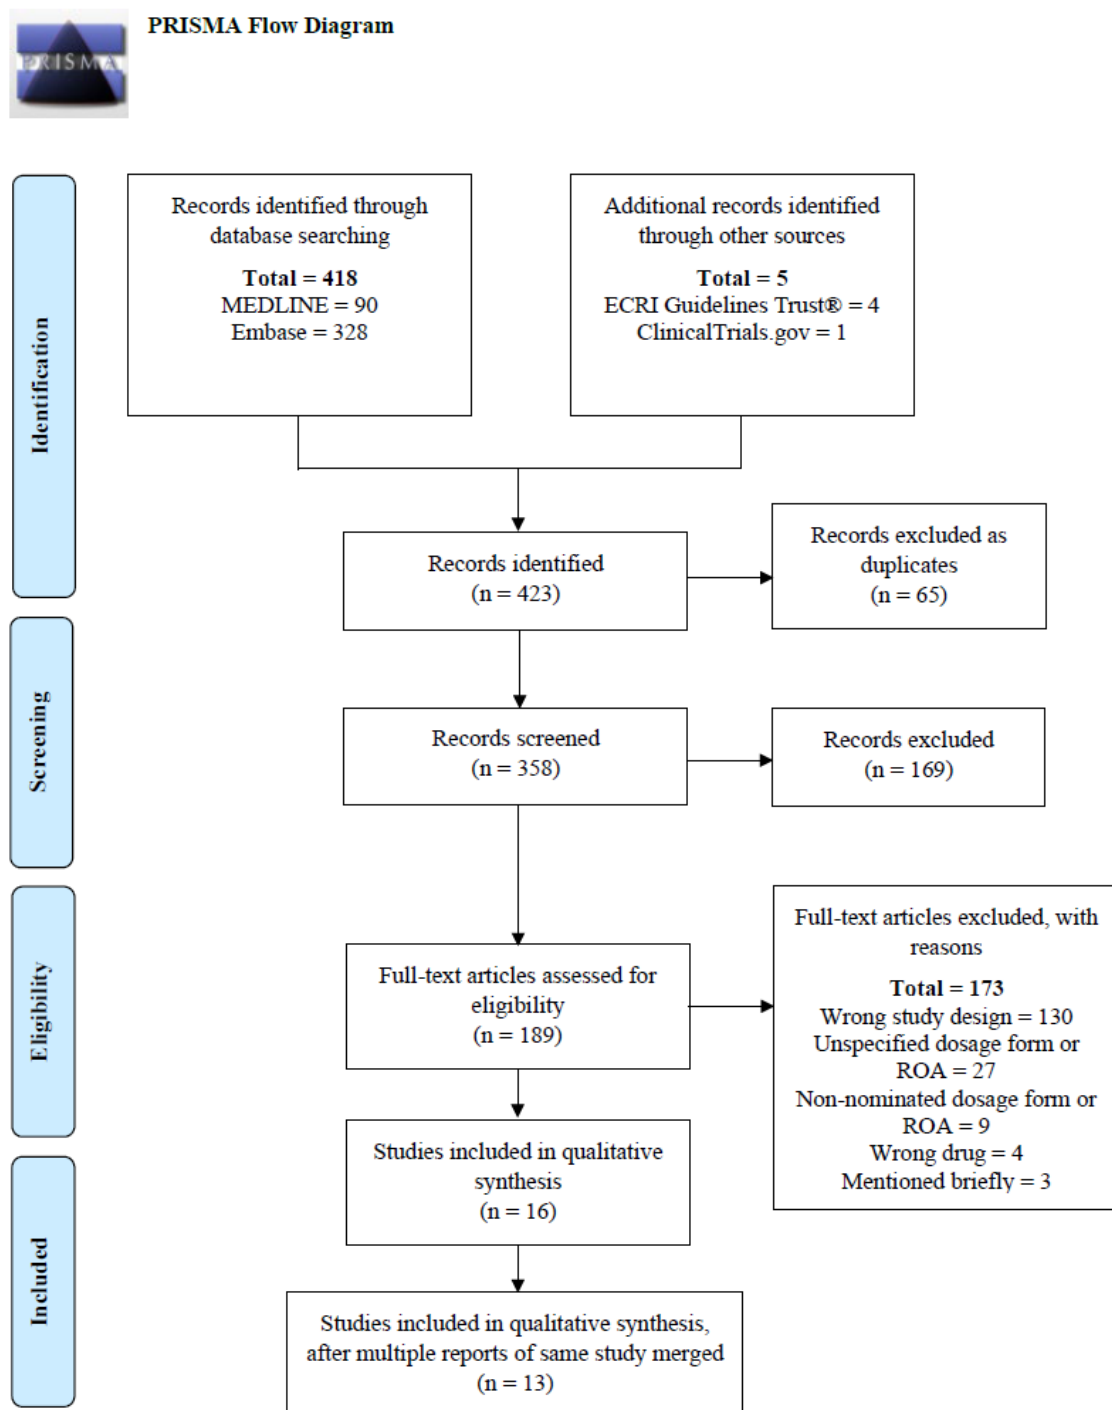 PRISMA Flow Diagram
PRISMA
Identification
Records identified through
database searching
Total = 418
MEDLINE = 90
Embase = 328
Additional records identified
through other sources
Total = 5
ECRI Guidelines Trust® = 4
ClinicalTrials.gov = 1
Records identified
(n = 423)
Records excluded as
duplicates
(n = 65)
Screening
Records screened
(n = 358)
Records excluded
(n = 169)
Eligibility
Full-text articles assessed for
eligibility
(n = 189)
Full-text articles excluded, with
reasons
Total = 173
Wrong study design = 130
Unspecified dosage form or
ROA = 27
Non-nominated dosage form or
ROA = 9
Wrong drug = 4
Mentioned briefly = 3
Included
Studies included in qualitative
synthesis
(n = 16)
Studies included in qualitative synthesis,
after multiple reports of same study merged
(n = 13)